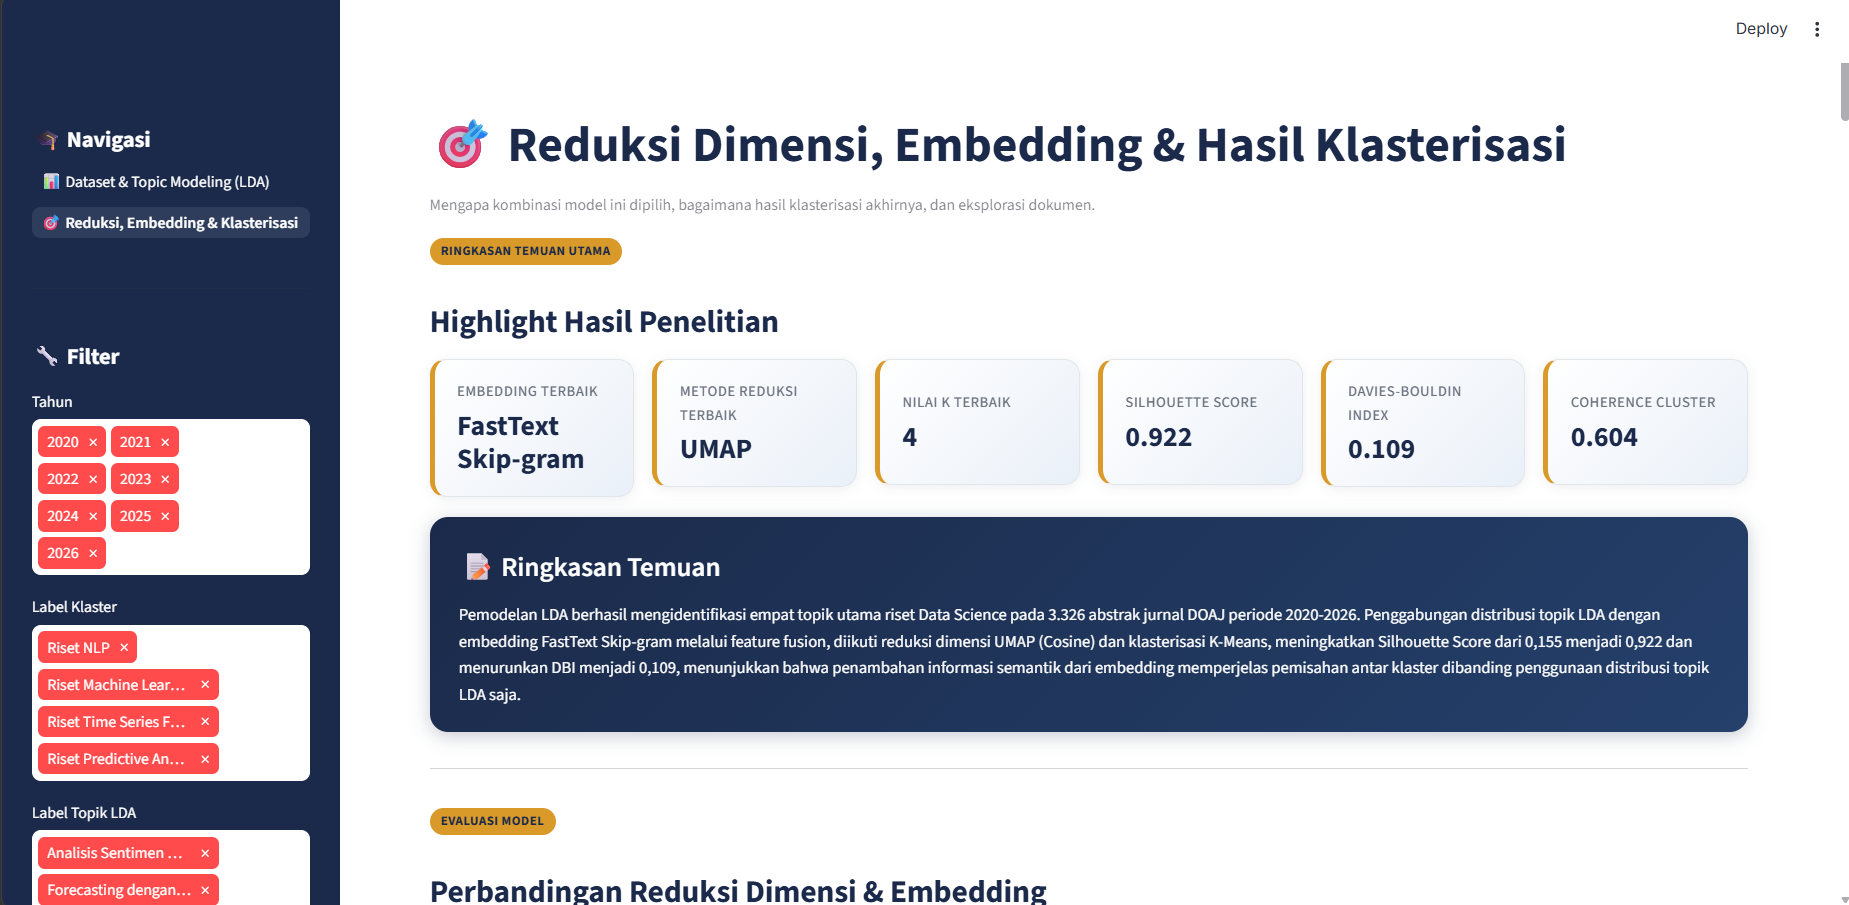 Deploy
Navigasi
Dataset & Topic Modeling (LDA)
Reduksi, Embedding & Klasterisasi
Filter
Tahun
2020 ×
2021 ×
2022 ×
2023 ×
2024 ×
2025 ×
2026 ×
Label Klaster
Riset NLP ×
Riset Machine Lear... ×
Riset Time Series F... ×
Riset Predictive An... ×
Label Topik LDA
Analisis Sentimen ... ×
Forecasting dengan... ×
Reduksi Dimensi, Embedding & Hasil Klasterisasi
Mengapa kombinasi model ini dipilih, bagaimana hasil klasterisasi akhirnya, dan eksplorasi dokumen.
RINGKASAN TEMUAN UTAMA
Highlight Hasil Penelitian
EMBEDDING TERBAIK
FastText
Skip-gram
METODE REDUKSI
TERBAIK
UMAP
NILAI K TERBAIK
4
SILHOUETTE SCORE
0.922
DAVIES-BOULDIN
INDEX
0.109
COHERENCE CLUSTER
0.604
Ringkasan Temuan
Pemodelan LDA berhasil mengidentifikasi empat topik utama riset Data Science pada 3.326 abstrak jurnal DOAJ periode 2020-2026. Penggabungan distribusi topik LDA dengan
embedding FastText Skip-gram melalui feature fusion, diikuti reduksi dimensi UMAP (Cosine) dan klasterisasi K-Means, meningkatkan Silhouette Score dari 0,155 menjadi 0,922 dan
menurunkan DBI menjadi 0,109, menunjukkan bahwa penambahan informasi semantik dari embedding memperjelas pemisahan antar klaster dibanding penggunaan distribusi topik
LDA saja.
EVALUASI MODEL
Perbandingan Reduksi Dimensi & Embedding